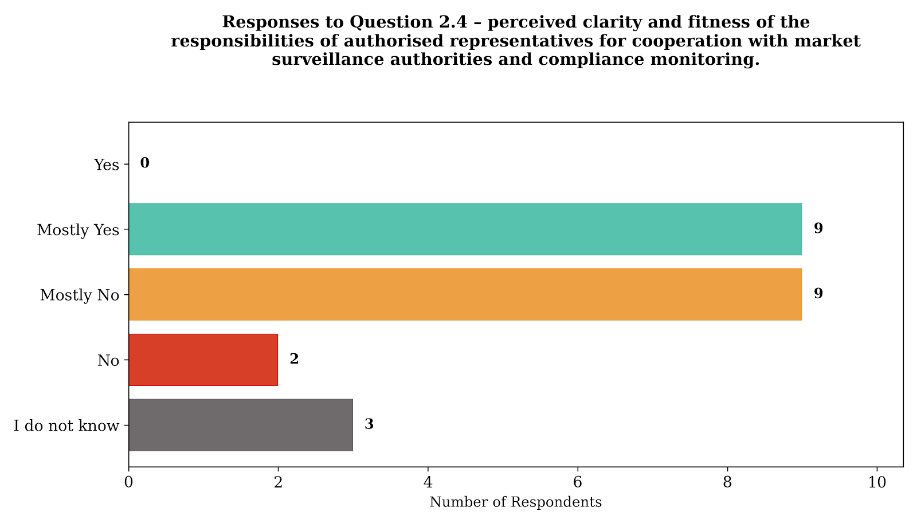 Responses to Question 2.4 – perceived clarity and fitness of the
responsibilities of authorised representatives for cooperation with market
surveillance authorities and compliance monitoring.
Yes
0
Mostly Yes
9
Mostly No
9
No
2
I do not know
3
0 2 4 6 8 10
Number of Respondents